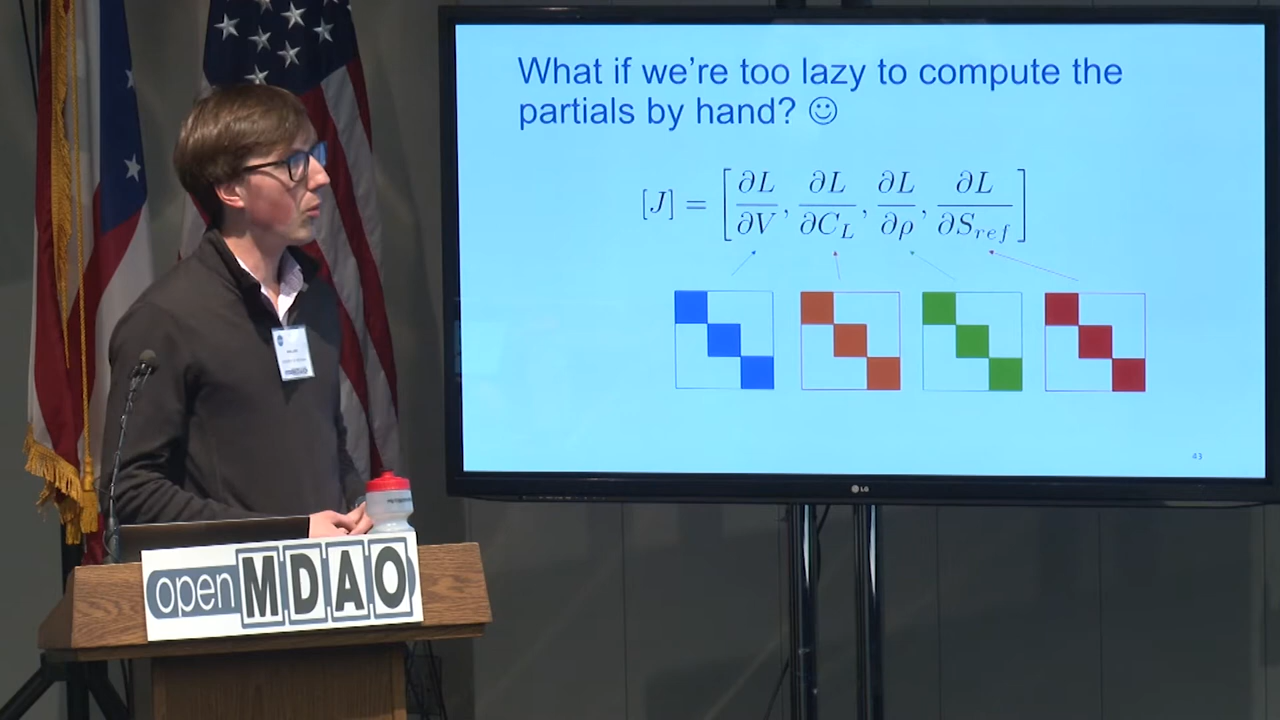 What if we're too lazy to compute the
partials by hand? ☺
[J] = [∂L/∂V, ∂L/∂C_L, ∂L/∂ρ, ∂L/∂S_ref]
43
LG
openMDAO